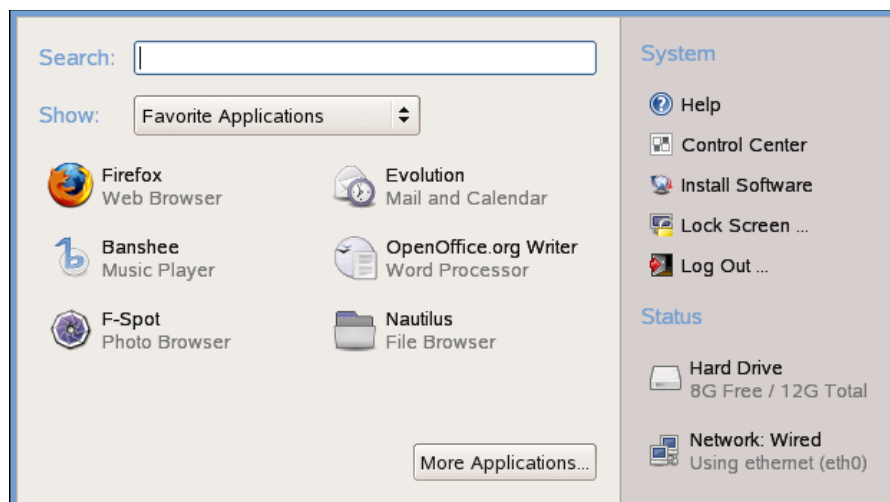 Search:
Show: Favorite Applications
Firefox
Web Browser
Evolution
Mail and Calendar
Banshee
Music Player
OpenOffice.org Writer
Word Processor
F-Spot
Photo Browser
Nautilus
File Browser
More Applications...
System
Help
Control Center
Install Software
Lock Screen ...
Log Out ...
Status
Hard Drive
8G Free / 12G Total
Network: Wired
Using ethernet (eth0)